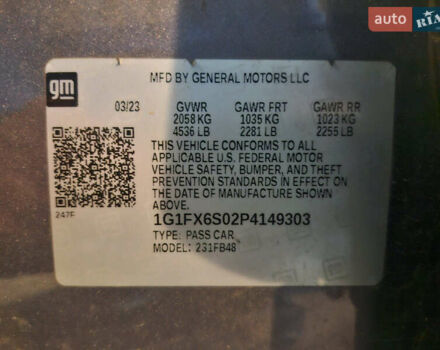 auto RIA
gm
MFD BY GENERAL MOTORS LLC
03/23 GVWR GAWR FRT GAWR RR
2058 KG 1035 KG 1023 KG
4536 LB 2281 LB 2255 LB
THIS VEHICLE CONFORMS TO ALL
APPLICABLE U.S. FEDERAL MOTOR
VEHICLE SAFETY, BUMPER, AND THEFT
PREVENTION STANDARDS IN EFFECT ON
THE DATE OF MANUFACTURE SHOWN
ABOVE.
247F
1G1FX6S02P4149303
TYPE: PASS CAR
MODEL: 231FB48